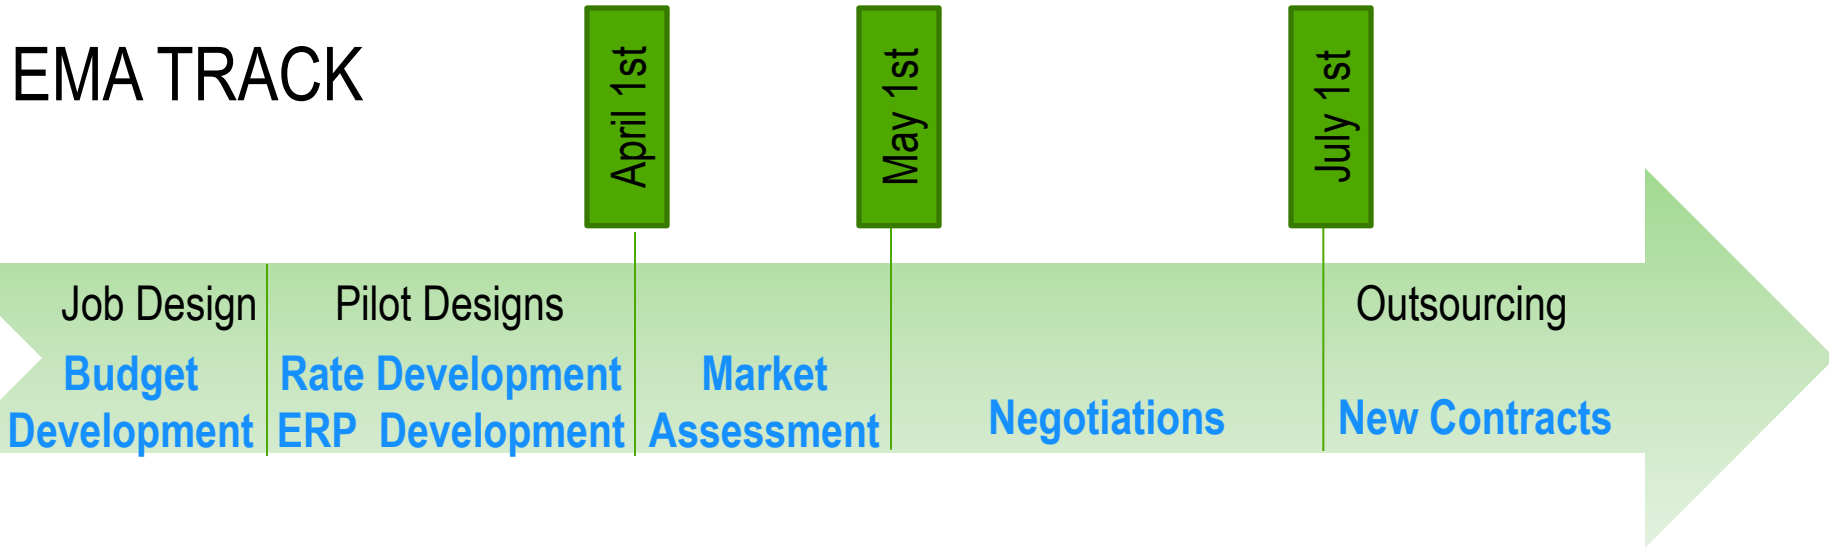 EMA TRACK
April 1st
May 1st
July 1st
Job Design
Budget
Development
Pilot Designs
Rate Development
ERP  Development
Market
Assessment
Negotiations
Outsourcing
New Contracts